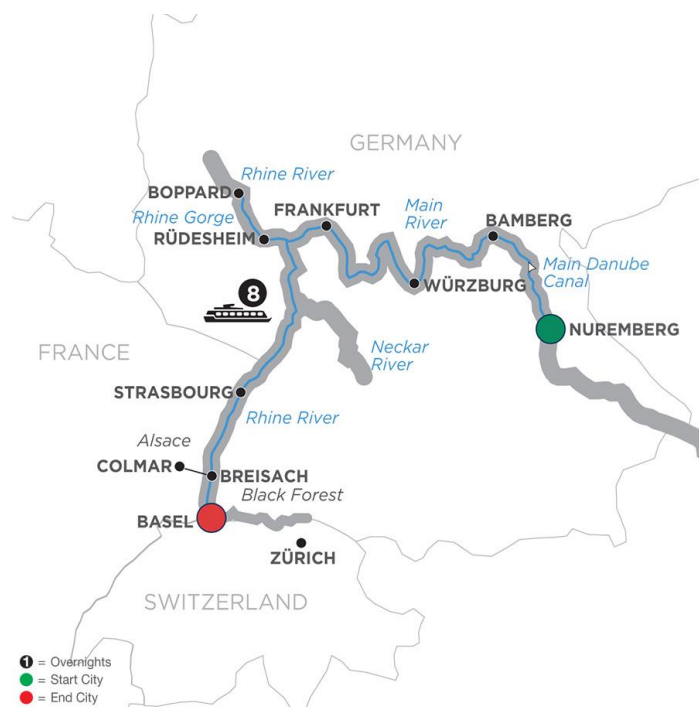 GERMANY
Rhine River
BOPPARD
Rhine Gorge
FRANKFURT
Main
River
BAMBERG
RÜDESHEIM
Main Danube
Canal
WÜRZBURG
8
NUREMBERG
FRANCE
Neckar
River
STRASBOURG
Rhine River
Alsace
COLMAR
BREISACH
Black Forest
BASEL
ZÜRICH
SWITZERLAND
1 = Overnights
= Start City
= End City